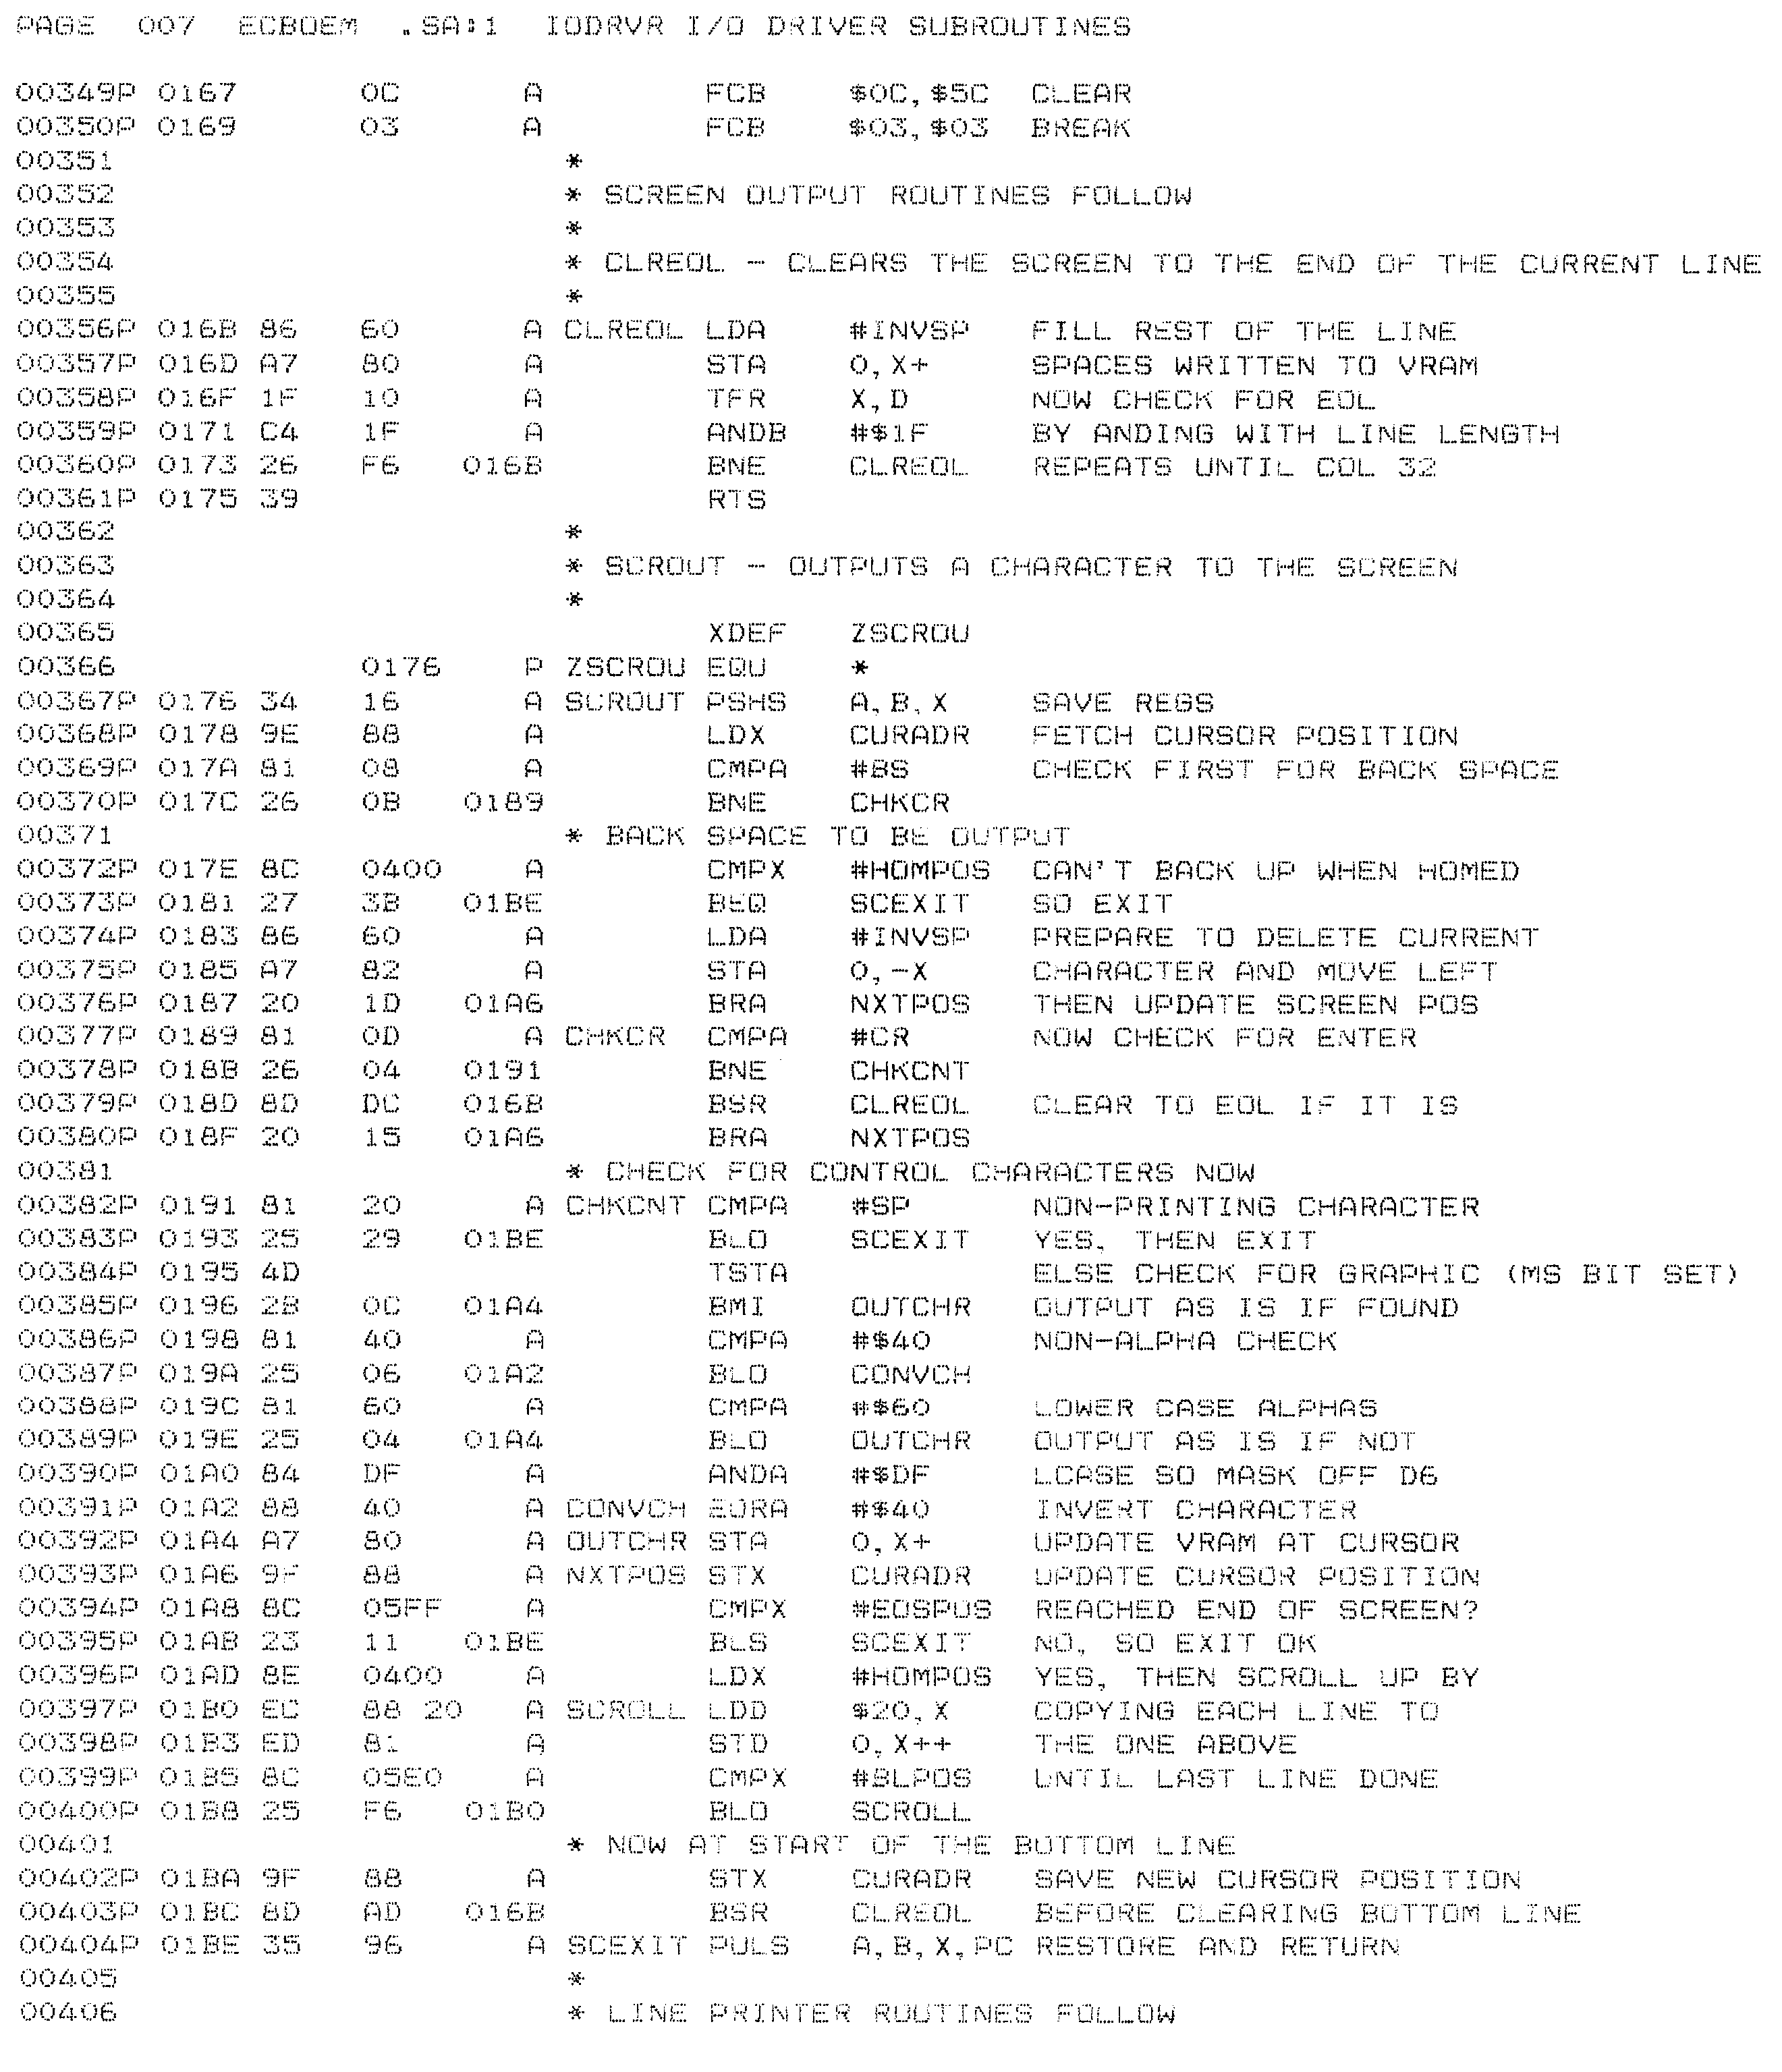 PAGE  007  ECBOEM  .SA:1  IODRVR I/O DRIVER SUBROUTINES
00349P 0167      0C      A        FCB    $0C,$5C  CLEAR
00350P 0169      03      A        FCB    $03,$03  BREAK
00351                      *
00352                      * SCREEN OUTPUT ROUTINES FOLLOW
00353                      *
00354                      * CLREOL - CLEARS THE SCREEN TO THE END OF THE CURRENT LINE
00355                      *
00356P 016B 86   60      A CLREOL LDA    #INVSP   FILL REST OF THE LINE
00357P 016D A7   80      A        STA    0,X+     SPACES WRITTEN TO VRAM
00358P 016F 1F   10      A        TFR    X,D      NOW CHECK FOR EOL
00359P 0171 C4   1F      A        ANDB   #$1F     BY ANDING WITH LINE LENGTH
00360P 0173 26   F6   016B        BNE    CLREOL   REPEATS UNTIL COL 32
00361P 0175 39                    RTS
00362                      *
00363                      * SCROUT - OUTPUTS A CHARACTER TO THE SCREEN
00364                      *
00365                             XDEF   ZSCROU
00366            0176    P ZSCROU EQU    *
00367P 0176 34   16      A SCROUT PSHS   A,B,X    SAVE REGS
00368P 0178 9E   88      A        LDX    CURADR   FETCH CURSOR POSITION
00369P 017A 81   08      A        CMPA   #BS      CHECK FIRST FOR BACK SPACE
00370P 017C 26   0B   0189        BNE    CHKCR
00371                      * BACK SPACE TO BE OUTPUT
00372P 017E 8C   0400    A        CMPX   #HOMPOS  CAN'T BACK UP WHEN HOMED
00373P 0181 27   3B   01BE        BEQ    SCEXIT   SO EXIT
00374P 0183 86   60      A        LDA    #INVSP   PREPARE TO DELETE CURRENT
00375P 0185 A7   82      A        STA    0,-X     CHARACTER AND MOVE LEFT
00376P 0187 20   1D   01A6        BRA    NXTPOS   THEN UPDATE SCREEN POS
00377P 0189 81   0D      A CHKCR  CMPA   #CR      NOW CHECK FOR ENTER
00378P 018B 26   04   0191        BNE    CHKCNT
00379P 018D 8D   DC   016B        BSR    CLREOL   CLEAR TO EOL IF IT IS
00380P 018F 20   15   01A6        BRA    NXTPOS
00381                      * CHECK FOR CONTROL CHARACTERS NOW
00382P 0191 81   20      A CHKCNT CMPA   #SP      NON-PRINTING CHARACTER
00383P 0193 25   29   01BE        BLO    SCEXIT   YES, THEN EXIT
00384P 0195 4D                    TSTA            ELSE CHECK FOR GRAPHIC (MS BIT SET)
00385P 0196 2B   0C   01A4        BMI    OUTCHR   OUTPUT AS IS IF FOUND
00386P 0198 81   40      A        CMPA   #$40     NON-ALPHA CHECK
00387P 019A 25   06   01A2        BLO    CONVCH
00388P 019C 81   60      A        CMPA   #$60     LOWER CASE ALPHAS
00389P 019E 25   04   01A4        BLO    OUTCHR   OUTPUT AS IS IF NOT
00390P 01A0 84   DF      A        ANDA   #$DF     LCASE SO MASK OFF D6
00391P 01A2 88   40      A CONVCH EORA   #$40     INVERT CHARACTER
00392P 01A4 A7   80      A OUTCHR STA    0,X+     UPDATE VRAM AT CURSOR
00393P 01A6 9F   88      A NXTPOS STX    CURADR   UPDATE CURSOR POSITION
00394P 01A8 8C   05FF    A        CMPX   #EOSPOS  REACHED END OF SCREEN?
00395P 01AB 23   11   01BE        BLS    SCEXIT   NO, SO EXIT OK
00396P 01AD 8E   0400    A        LDX    #HOMPOS  YES, THEN SCROLL UP BY
00397P 01B0 EC   88 20   A SCROLL LDD    $20,X    COPYING EACH LINE TO
00398P 01B3 ED   81      A        STD    0,X++    THE ONE ABOVE
00399P 01B5 8C   05E0    A        CMPX   #BLPOS   UNTIL LAST LINE DONE
00400P 01B8 25   F6   01B0        BLO    SCROLL
00401                      * NOW AT START OF THE BOTTOM LINE
00402P 01BA 9F   88      A        STX    CURADR   SAVE NEW CURSOR POSITION
00403P 01BC 8D   AD   016B        BSR    CLREOL   BEFORE CLEARING BOTTOM LINE
00404P 01BE 35   96      A SCEXIT PULS   A,B,X,PC RESTORE AND RETURN
00405                      *
00406                      * LINE PRINTER ROUTINES FOLLOW